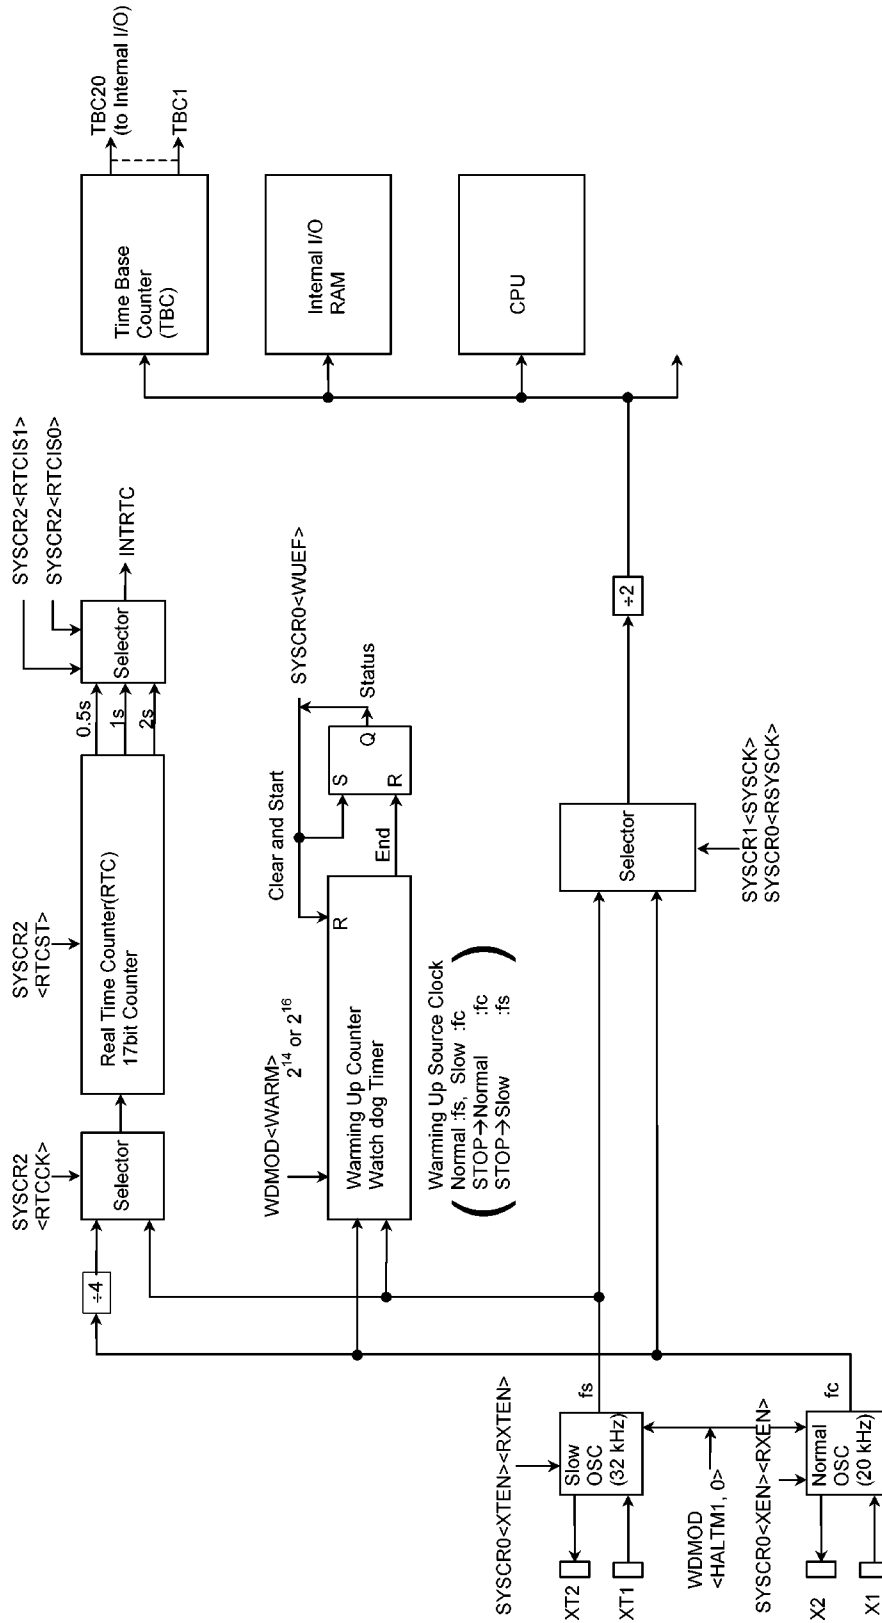 XT2
XT1
X2
X1
SYSCR0<XTEN><RXTEN>
Slow
OSC
(32 kHz)
fs
WDMOD
<HALTM1, 0>
SYSCR0<XEN><RXEN>
Normal
OSC
(20 kHz)
fc
÷4
SYSCR2
<RTCCK>
Selector
SYSCR2
<RTCST>
Real Time Counter(RTC)
17bit Counter
0.5s
1s
2s
SYSCR2<RTCIS1>
SYSCR2<RTCIS0>
Selector
INTRTC
WDMOD<WARM>
2^14 or 2^16
Warming Up Counter
Watch dog Timer
R
Clear and Start
End
S
R
Q
SYSCR0<WUEF>
Status
Warming Up Source Clock
Normal :fs, Slow :fc
STOP→Normal :fc
STOP→Slow :fs
Selector
SYSCR1<SYSCK>
SYSCR0<RSYSCK>
÷2
Time Base
Counter
(TBC)
TBC20
(to Internal I/O)
TBC1
Internal I/O
RAM
CPU